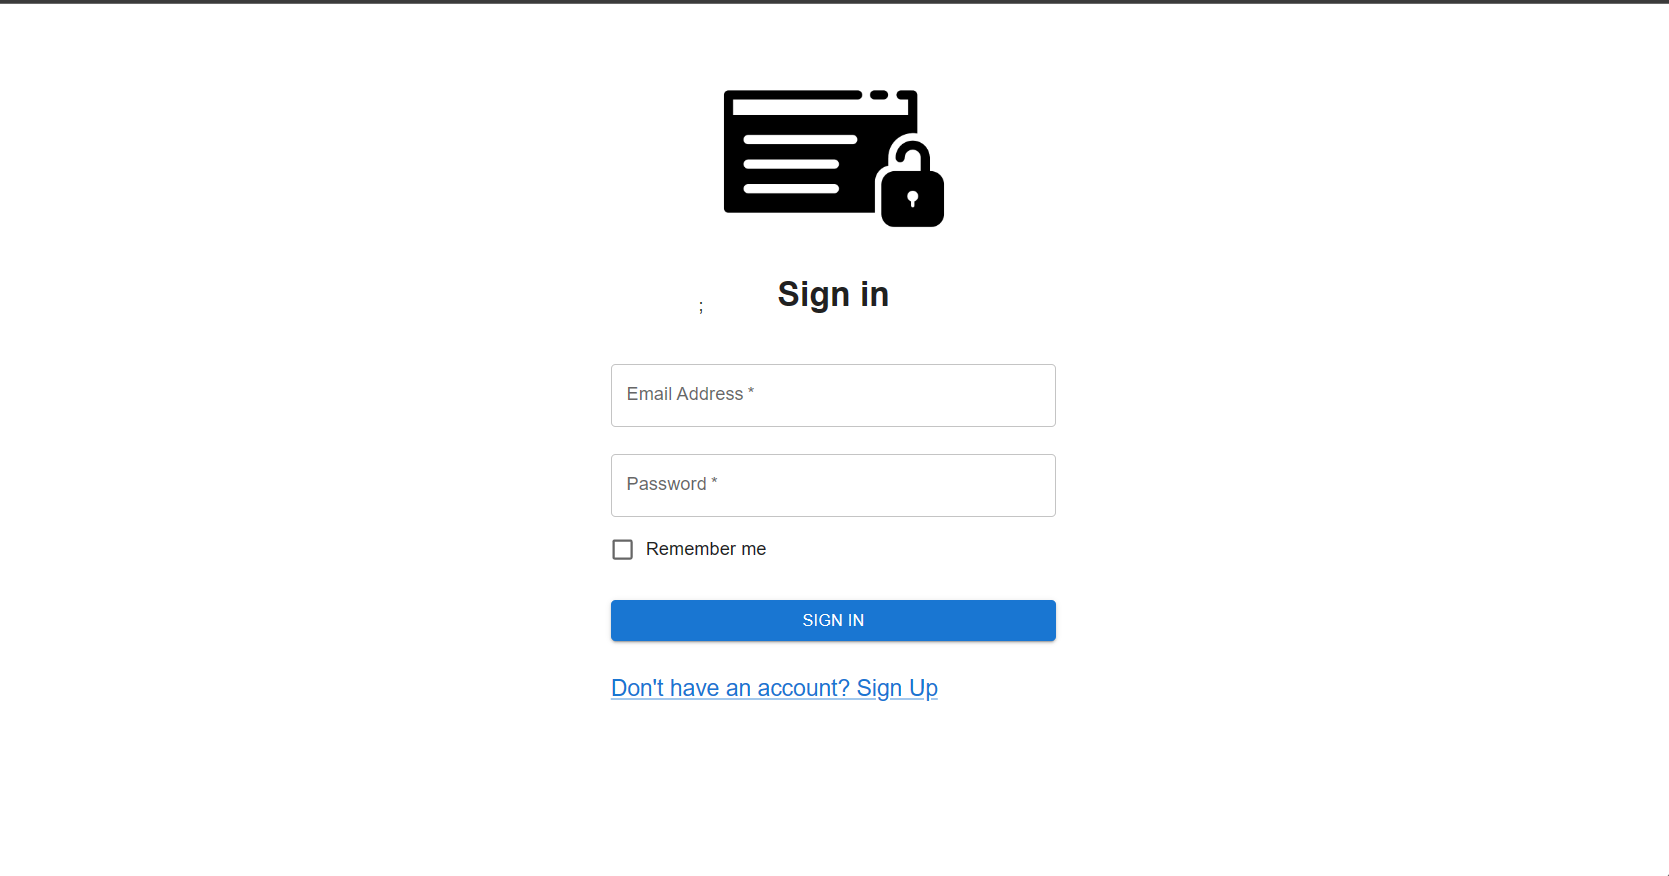 Sign in
;
Email Address *
Password *
Remember me
SIGN IN
Don't have an account? Sign Up